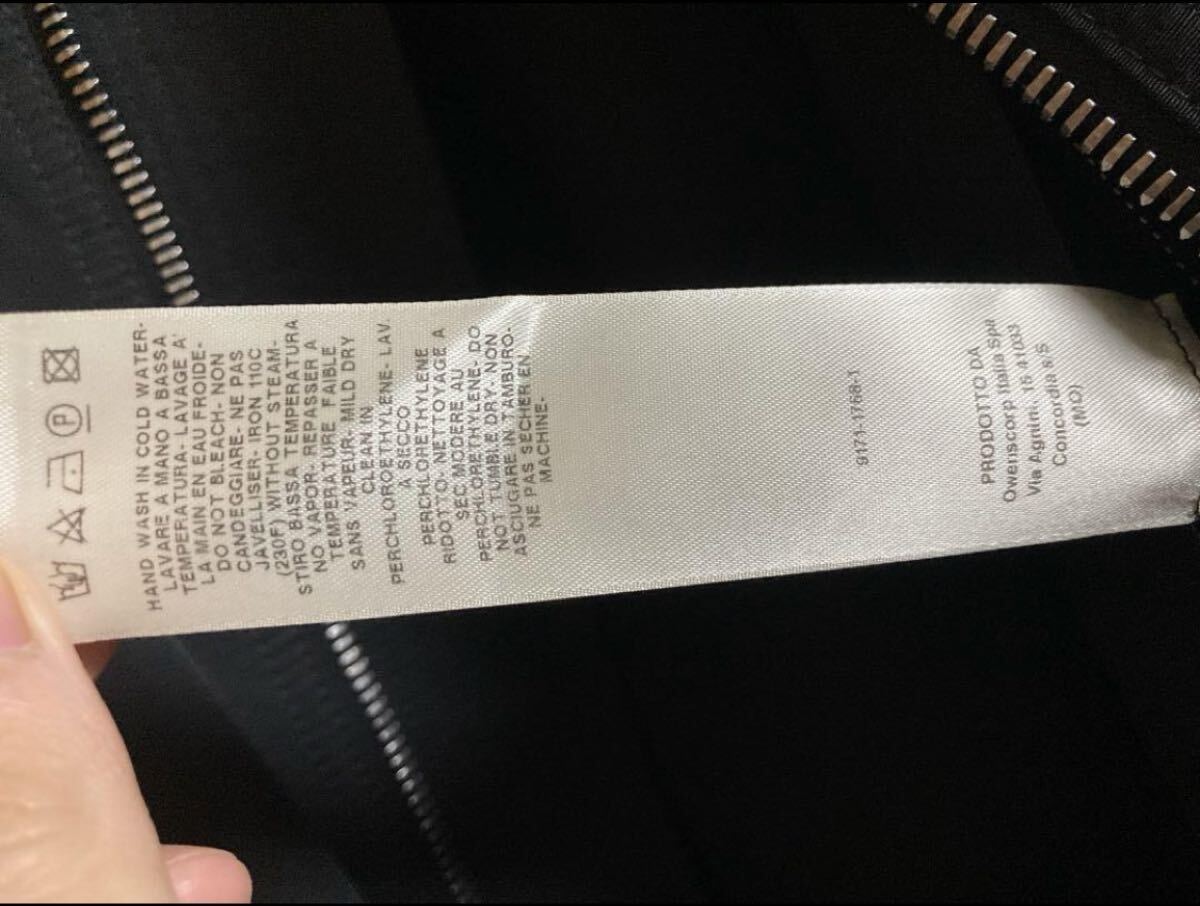 HAND WASH IN COLD WATER-
LAVARE A MANO A BASSA
TEMPERATURA- LAVAGE A'
LA MAIN EN EAU FROIDE-
DO NOT BLEACH- NON
CANDEGGIARE- NE PAS
JAVELLISER- IRON 110C
(230F) WITHOUT STEAM-
STIRO BASSA TEMPERATURA
NO VAPOR- REPASSER A
TEMPERATURE FAIBLE
SANS VAPEUR- MILD DRY
CLEAN IN
PERCHLOROETHYLENE- LAV.
A SECCO
PERCHLORETHYLENE
RIDOTTO- NETTOYAGE A
SEC MODERE AU
PERCHLORETHYLENE- DO
NOT TUMBLE DRY- NON
ASCIUGARE IN TAMBURO-
NE PAS SECHER EN
MACHINE-
9171-1768-1
PRODOTTO DA
Owenscorp Italia SpA
Via Agnini, 15 41033
Concordia s/S
(MO)
P